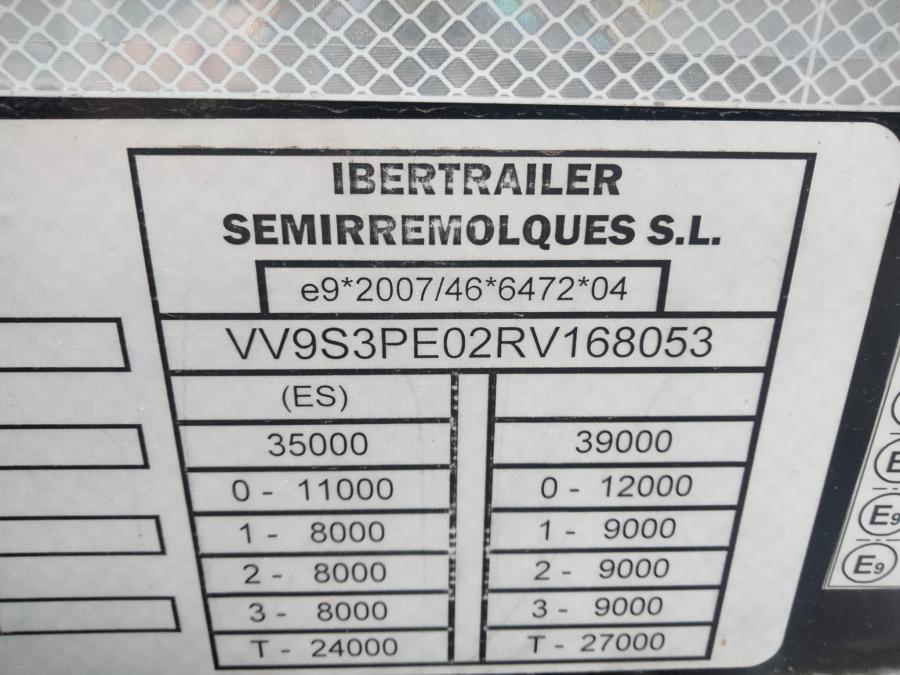 IBERTRAILER
SEMIRREMOLQUES S.L.
e9*2007/46*6472*04
VV9S3PE02RV168053
(ES)
35000 39000
0 - 11000 0 - 12000
1 - 8000 1 - 9000
2 - 8000 2 - 9000
3 - 8000 3 - 9000
T - 24000 T - 27000
E
E9
E9